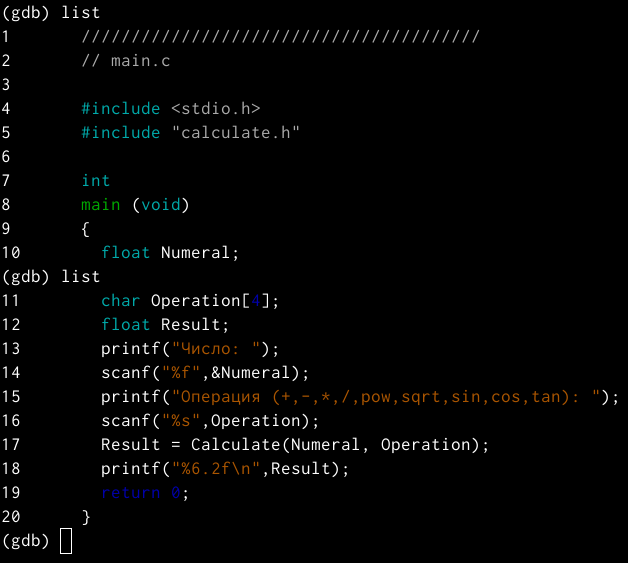 (gdb) list
1       ////////////////////////////////////////
2       // main.c
3
4       #include <stdio.h>
5       #include "calculate.h"
6
7       int
8       main (void)
9       {
10        float Numeral;
(gdb) list
11        char Operation[4];
12        float Result;
13        printf("Число: ");
14        scanf("%f",&Numeral);
15        printf("Операция (+,-,*,/,pow,sqrt,sin,cos,tan): ");
16        scanf("%s",Operation);
17        Result = Calculate(Numeral, Operation);
18        printf("%6.2f\n",Result);
19        return 0;
20      }
(gdb)